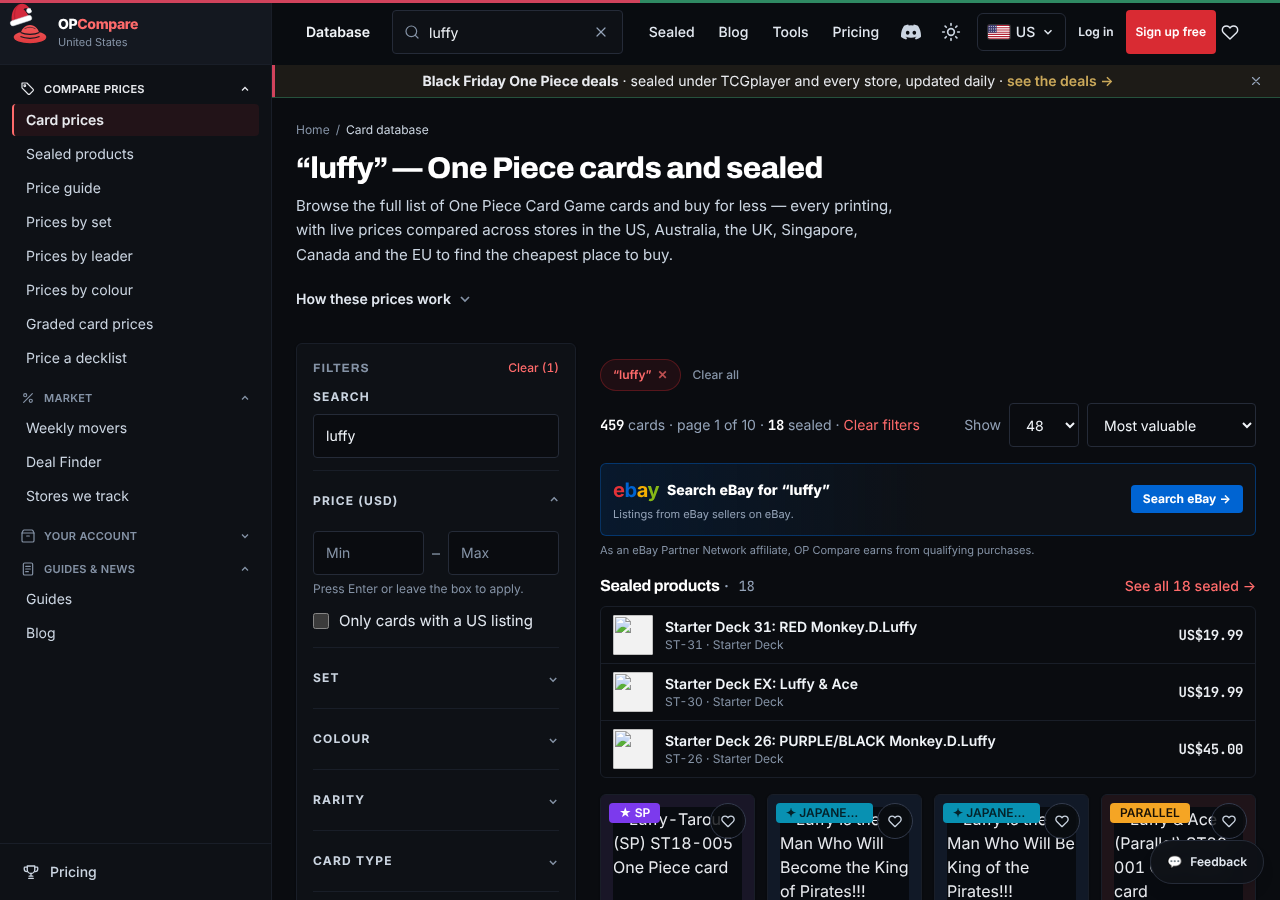 OPCompare
United States
Database
luffy
Sealed
Blog
Tools
Pricing
US
Log in
Sign up free
Black Friday One Piece deals · sealed under TCGplayer and every store, updated daily · see the deals →
COMPARE PRICES
Card prices
Sealed products
Price guide
Prices by set
Prices by leader
Prices by colour
Graded card prices
Price a decklist
MARKET
Weekly movers
Deal Finder
Stores we track
YOUR ACCOUNT
GUIDES & NEWS
Guides
Blog
Pricing
Home / Card database
“luffy” — One Piece cards and sealed
Browse the full list of One Piece Card Game cards and buy for less — every printing,
with live prices compared across stores in the US, Australia, the UK, Singapore,
Canada and the EU to find the cheapest place to buy.
How these prices work
FILTERS
Clear (1)
SEARCH
luffy
PRICE (USD)
Min – Max
Press Enter or leave the box to apply.
Only cards with a US listing
SET
COLOUR
RARITY
CARD TYPE
“luffy” ✕
Clear all
459 cards · page 1 of 10 · 18 sealed · Clear filters
Show
48
Most valuable
ebay Search eBay for “luffy”
Listings from eBay sellers on eBay.
Search eBay →
As an eBay Partner Network affiliate, OP Compare earns from qualifying purchases.
Sealed products · 18
See all 18 sealed →
Starter Deck 31: RED Monkey.D.Luffy
ST-31 · Starter Deck
US$19.99
Starter Deck EX: Luffy & Ace
ST-30 · Starter Deck
US$19.99
Starter Deck 26: PURPLE/BLACK Monkey.D.Luffy
ST-26 · Starter Deck
US$45.00
★ SP
(SP) ST18-005
One Piece card
✦ JAPANE...
Man Who Will
Become the King
of Pirates!!!
✦ JAPANE...
Man Who Will Be
King of the
Pirates!!!
PARALLEL
card
Feedback